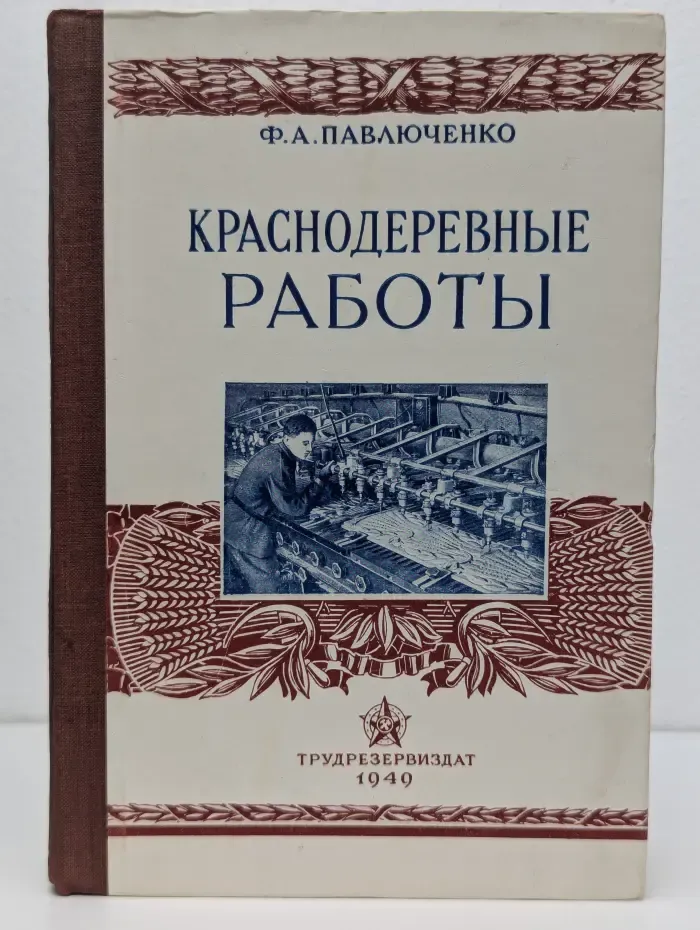 Ф. А. ПАВЛЮЧЕНКО
КРАСНОДЕРЕВНЫЕ
РАБОТЫ
ТРУДРЕЗЕРВИЗДАТ
1949